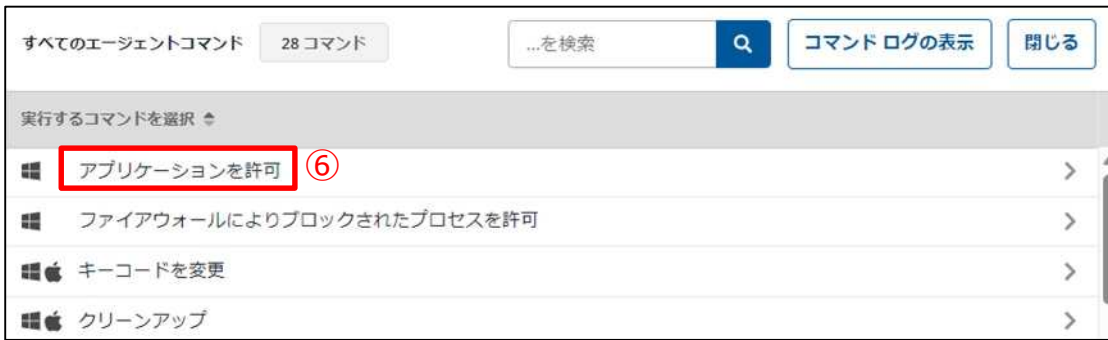 すべてのエージェントコマンド 28 コマンド ...を検索 コマンド ログの表示 閉じる
実行するコマンドを選択
アプリケーションを許可 ⑥
ファイアウォールによりブロックされたプロセスを許可
キーコードを変更
クリーンアップ